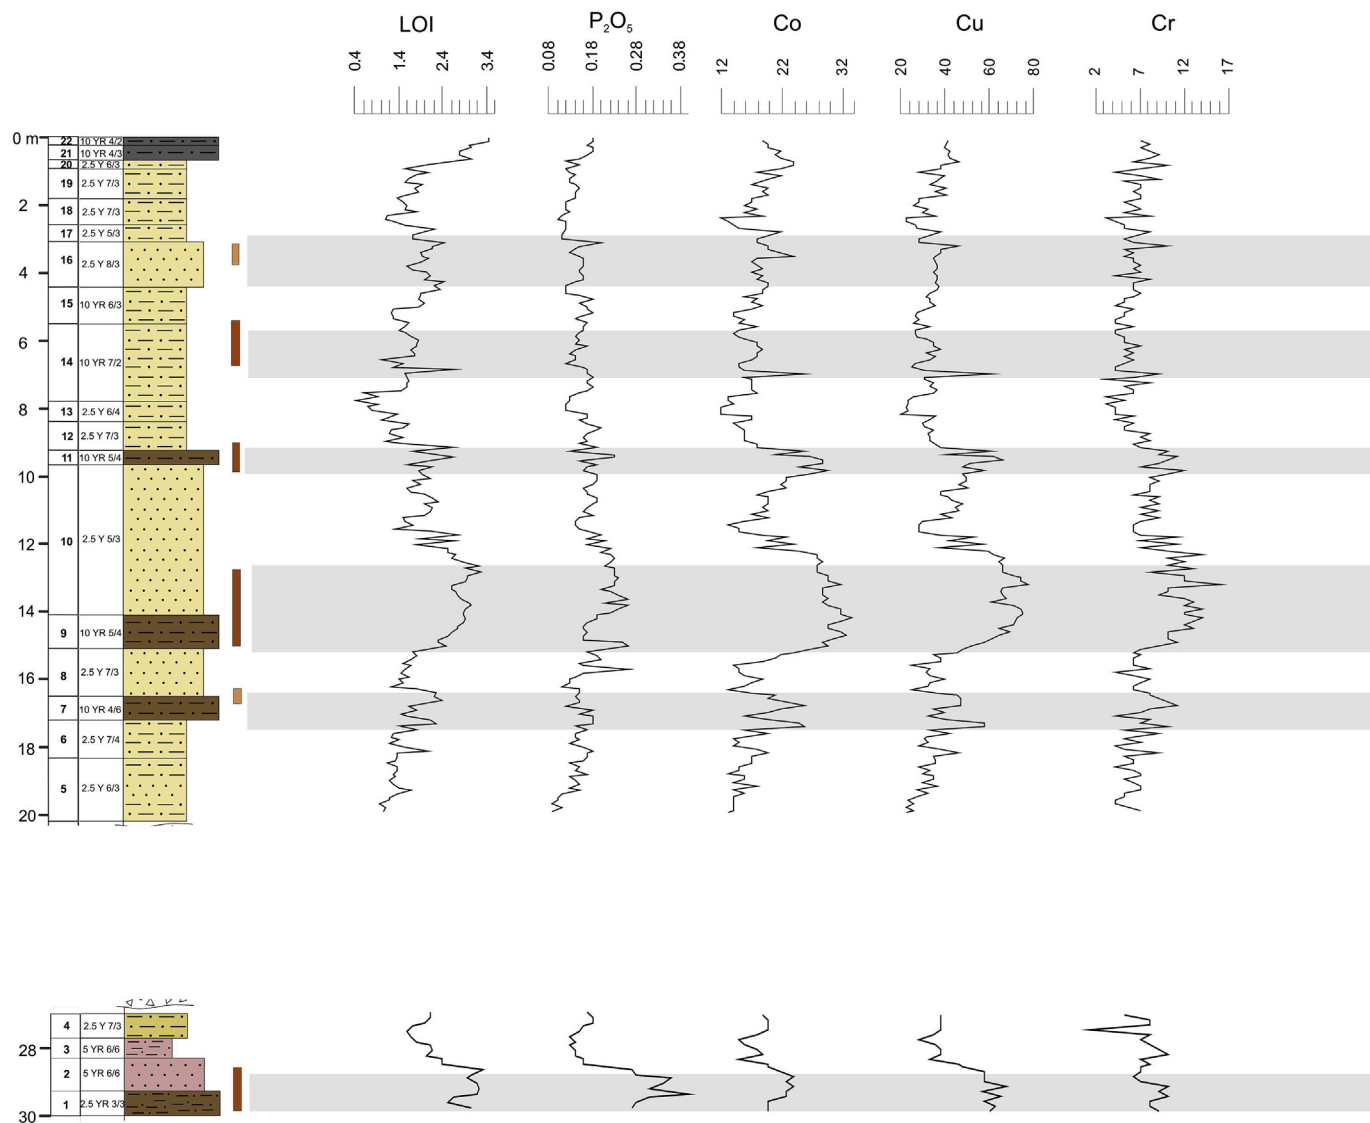 LOI P₂O₅ Co Cu Cr
0.4 1.4 2.4 3.4 0.08 0.18 0.28 0.38 12 22 32 20 40 60 80 2 7 12 17
0 m
22 10 YR 4/2
21 10 YR 4/3
20 2.5 Y 6/3
19 2.5 Y 7/3
2
18 2.5 Y 7/3
17 2.5 Y 5/3
16 2.5 Y 8/3
4
15 10 YR 6/3
6
14 10 YR 7/2
8
13 2.5 Y 6/4
12 2.5 Y 7/3
11 10 YR 5/4
10
10 2.5 Y 5/3
12
14
9 10 YR 5/4
8 2.5 Y 7/3
16
7 10 YR 4/6
6 2.5 Y 7/4
18
5 2.5 Y 6/3
20
4 2.5 Y 7/3
28
3 5 YR 6/6
2 5 YR 6/6
1 2.5 YR 3/3
30